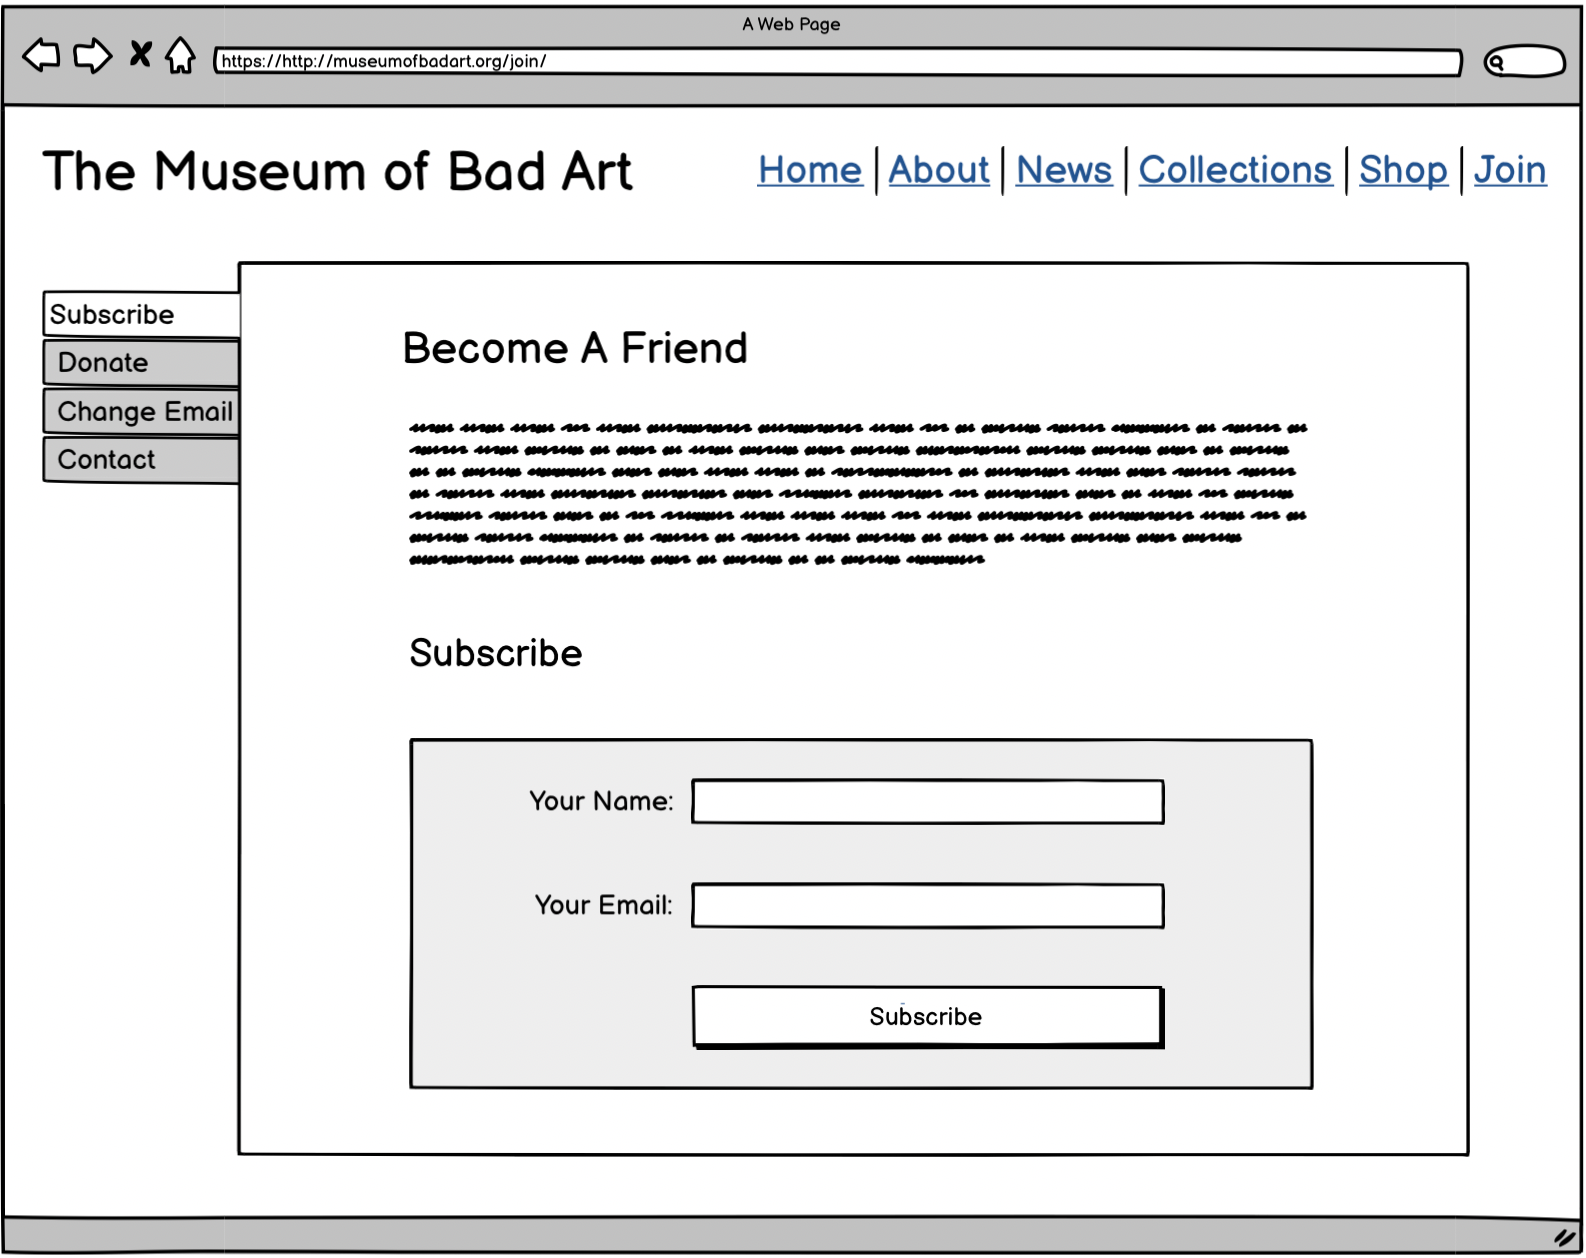 A Web Page
https://http://museumofbadart.org/join/
The Museum of Bad Art
Home | About | News | Collections | Shop | Join
Subscribe
Donate
Change Email
Contact
Become A Friend
Subscribe
Your Name:
Your Email:
Subscribe